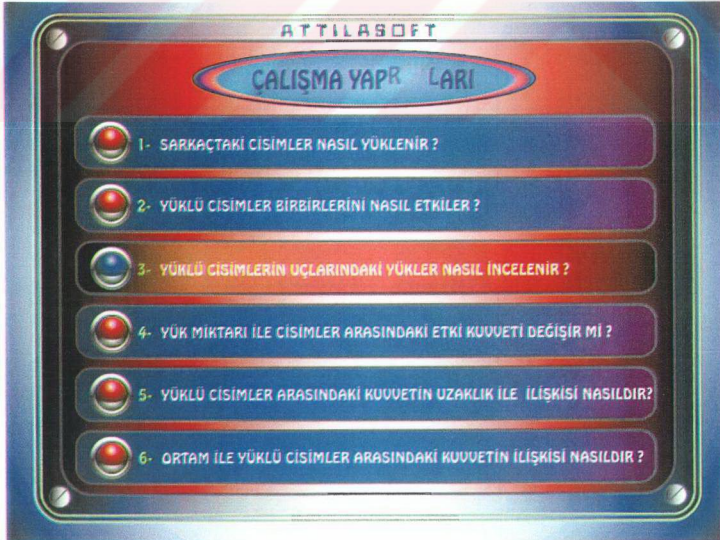 ATTILASOFT
ÇALIŞMA YAPR LARI
1- SARKAÇTAKİ CİSİMLER NASIL YÜKLENİR ?
2- YÜKLÜ CİSİMLER BİRBİRLERİNİ NASIL ETKİLER ?
3- YÜKLÜ CİSİMLERİN UÇLARINDAKİ YÜKLER NASIL İNCELENİR ?
4- YÜK MİKTARI İLE CİSİMLER ARASINDAKİ ETKİ KUVVETİ DEĞİŞİR Mİ ?
5- YÜKLÜ CİSİMLER ARASINDAKİ KUVVETİN UZAKLIK İLE İLİŞKİSİ NASILDIR?
6- ORTAM İLE YÜKLÜ CİSİMLER ARASINDAKİ KUVVETİN İLİŞKİSİ NASILDIR ?